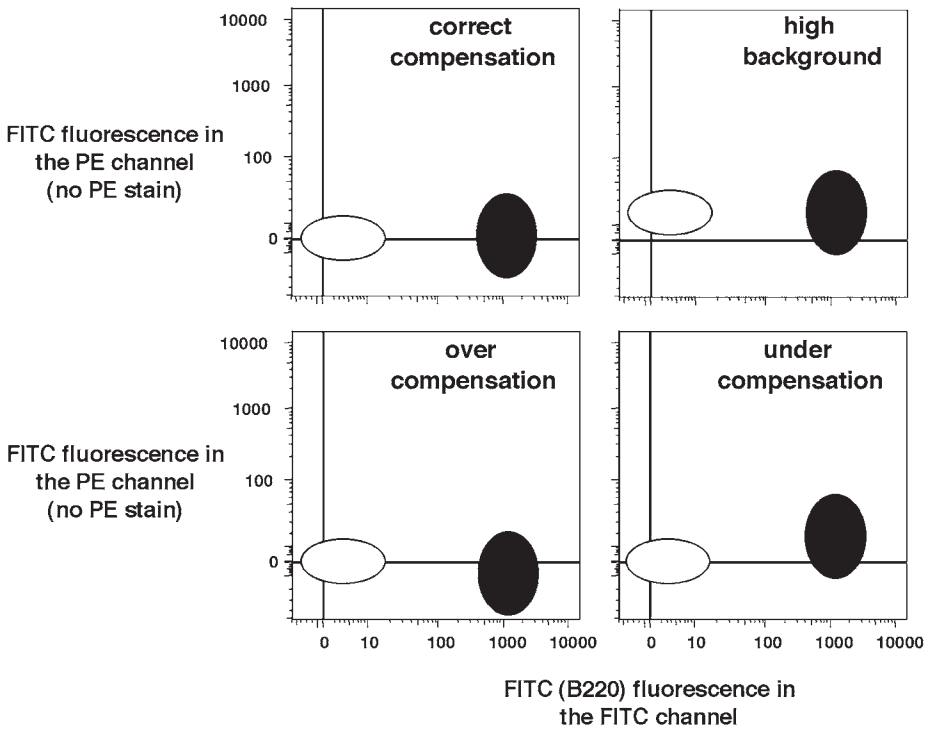 correct
compensation
high
background
10000
1000
100
0
FITC fluorescence in
the PE channel
(no PE stain)
over
compensation
under
compensation
10000
1000
100
0
FITC fluorescence in
the PE channel
(no PE stain)
0 10 100 1000 10000
0 10 100 1000 10000
FITC (B220) fluorescence in
the FITC channel